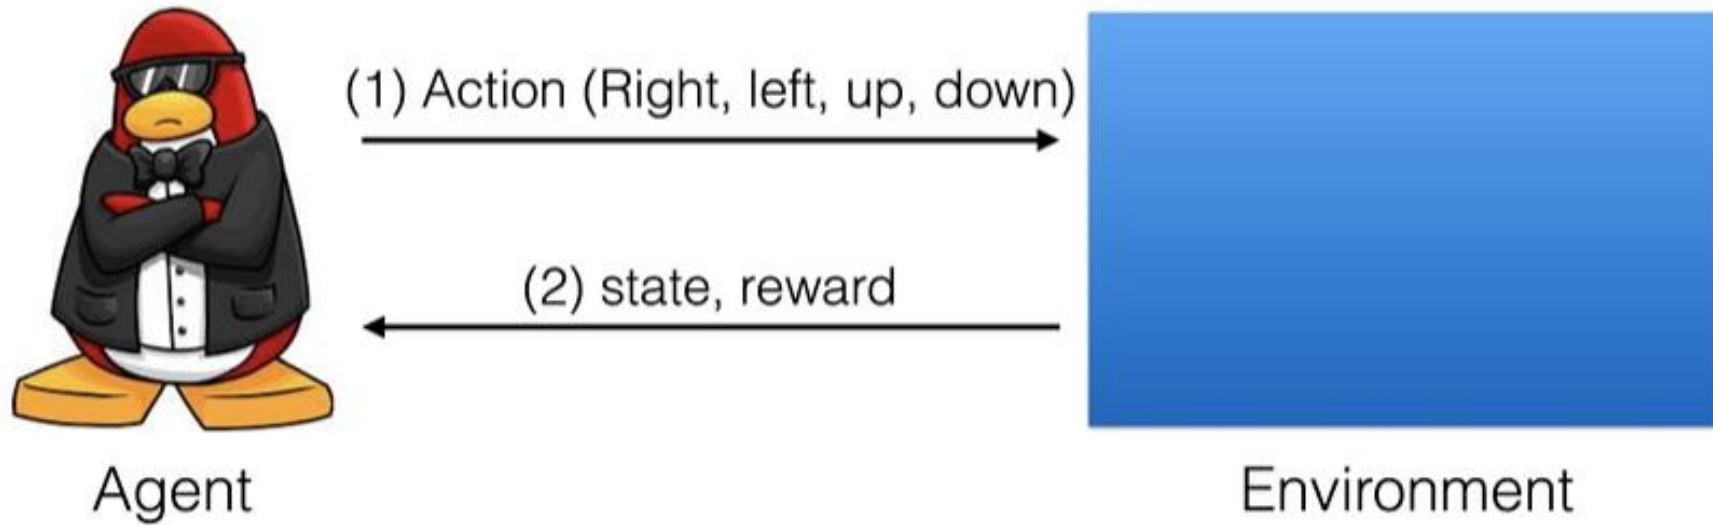 (1) Action (Right, left, up, down)
(2) state, reward
Agent
Environment